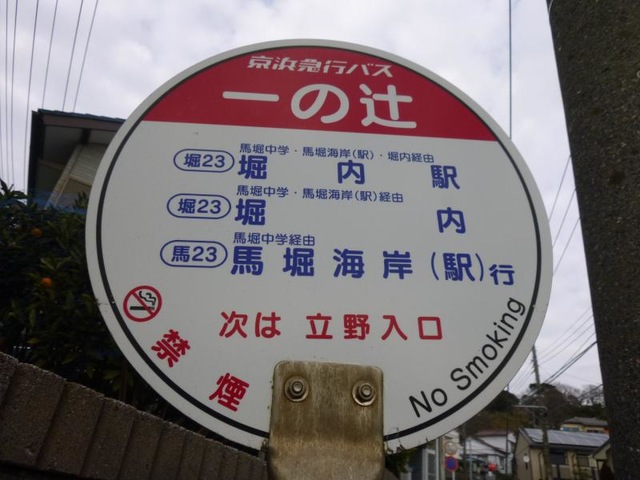 京浜急行バス
一の辻
馬堀中学・馬堀海岸(駅)・堀内経由
堀23 堀内駅
馬堀中学・馬堀海岸(駅)経由
堀23 堀内
馬堀中学経由
馬23 馬堀海岸(駅)行
次は 立野入口
禁煙
No Smoking